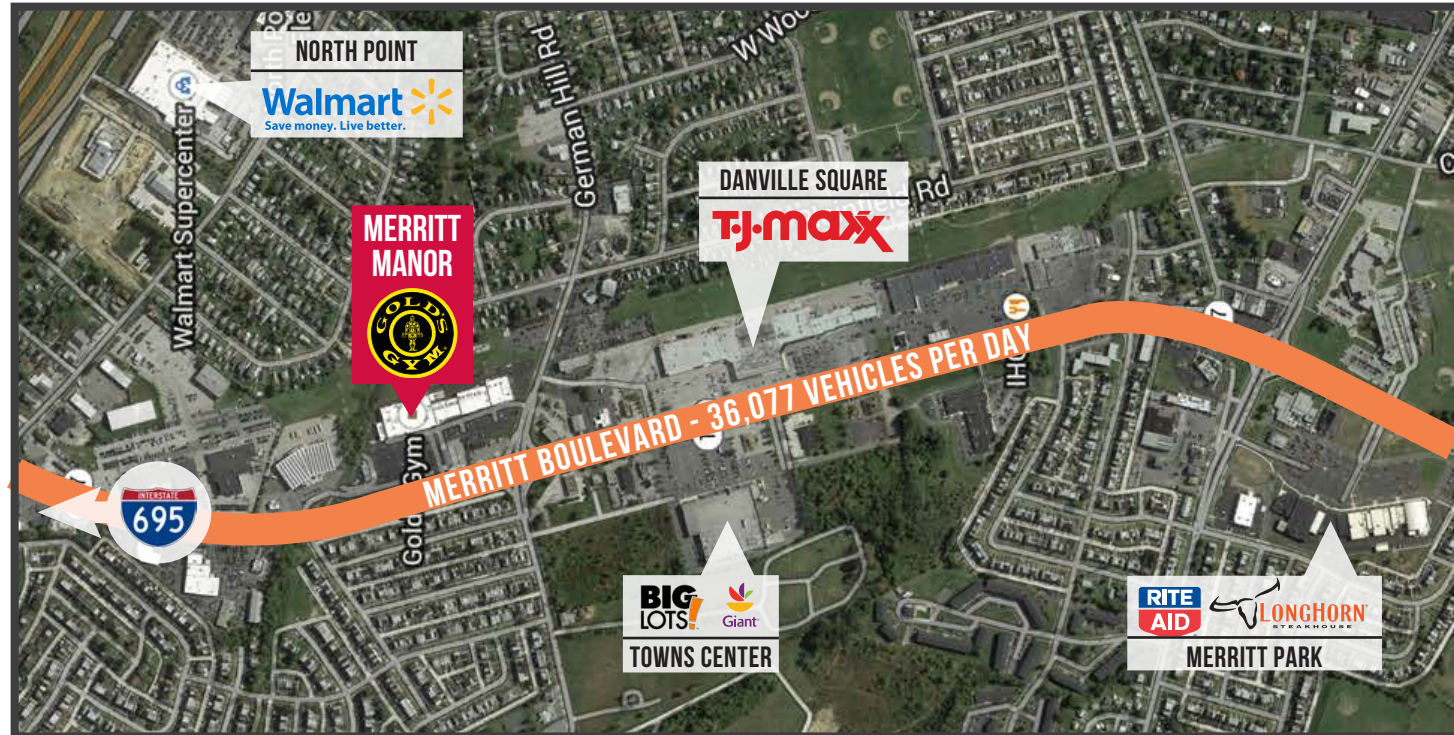 NORTH POINT
Walmart
Save money. Live better.
Walmart Supercenter
German Hill Rd
DANVILLE SQUARE
T·J·maxx
Rd
MERRITT
MANOR
GOLD'S
GYM
Gold
Gym
MERRITT BOULEVARD - 36,077 VEHICLES PER DAY
INTERSTATE
695
BIG
LOTS!
Giant
TOWNS CENTER
RITE
AID
LONGHORN
STEAKHOUSE
MERRITT PARK